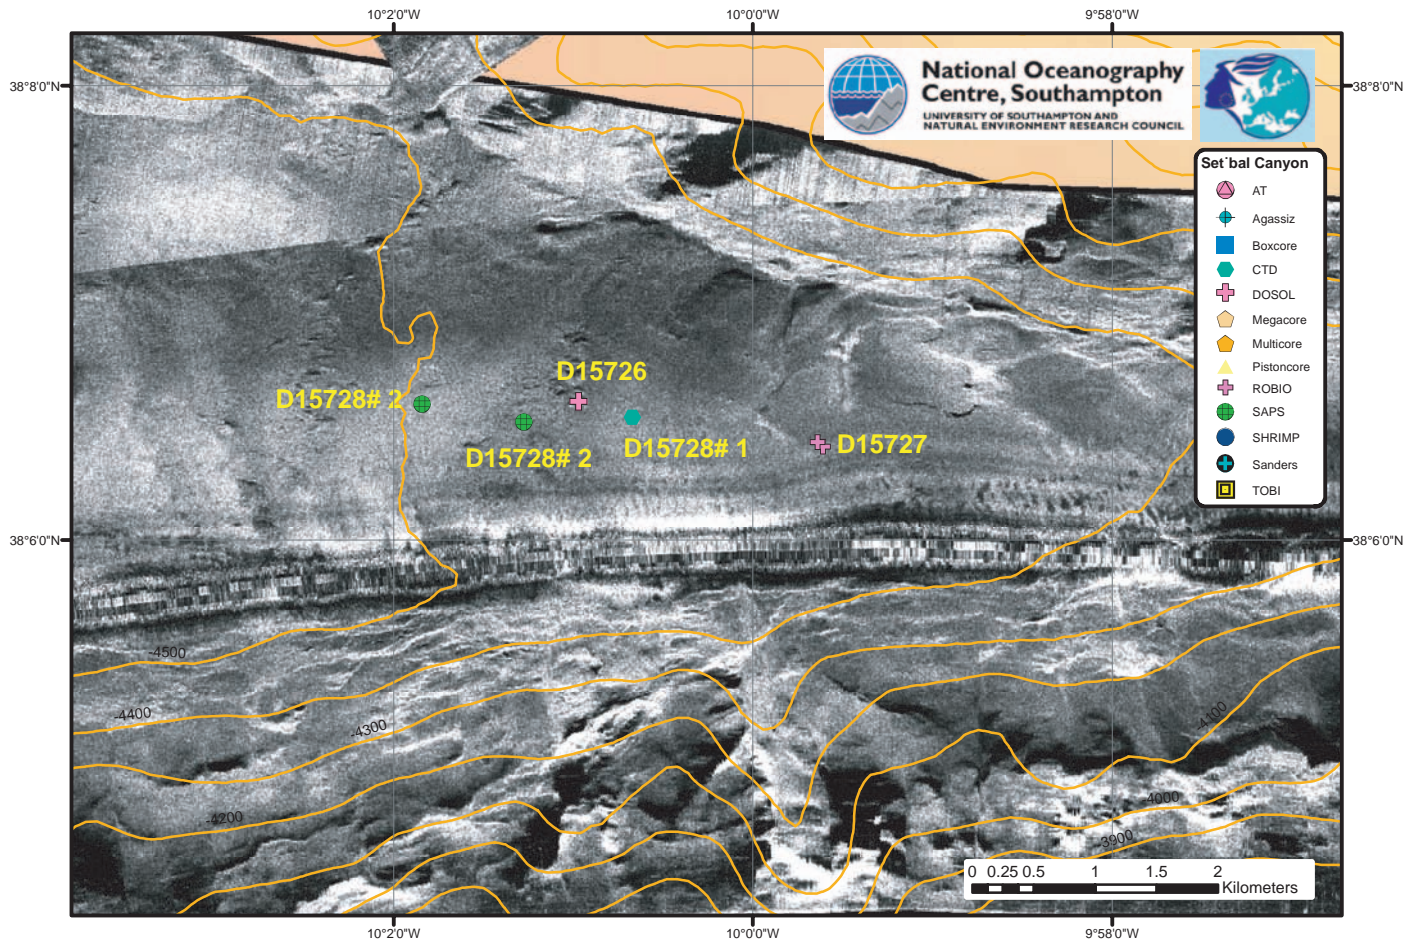 10°2'0"W
10°0'0"W
9°58'0"W
38°8'0"N
38°8'0"N
National Oceanography
Centre, Southampton
UNIVERSITY OF SOUTHAMPTON AND
NATURAL ENVIRONMENT RESEARCH COUNCIL
Set˙bal Canyon
AT
Agassiz
Boxcore
CTD
DOSOL
Megacore
Multicore
Pistoncore
ROBIO
SAPS
SHRIMP
Sanders
TOBI
D15726
D15728# 2
D15728# 2
D15728# 1
D15727
38°6'0"N
38°6'0"N
-4500
-4400
-4300
-4200
-4100
-4000
-3900
0 0.25 0.5 1 1.5 2
Kilometers
10°2'0"W
10°0'0"W
9°58'0"W